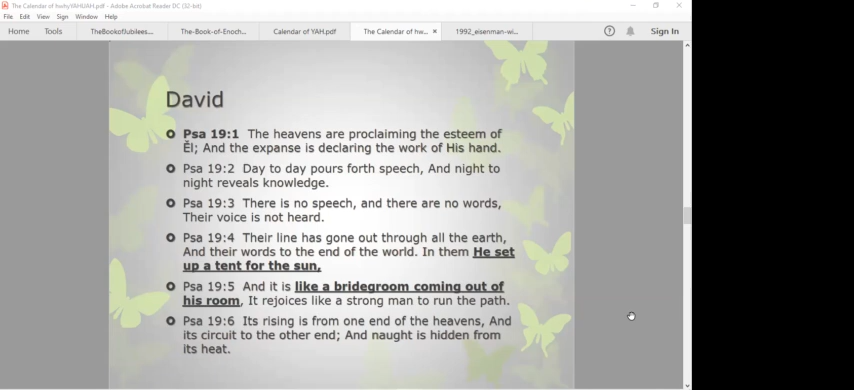 The Calendar of hwhyYAHUAH.pdf - Adobe Acrobat Reader DC (32-bit)
File Edit View Sign Window Help
Home Tools TheBookofJubilees... The-Book-of-Enoch... Calendar of YAH.pdf The Calendar of hw... × 1992_eisenman-wi... Sign In
David
Psa 19:1 The heavens are proclaiming the esteem of
Ěl; And the expanse is declaring the work of His hand.
Psa 19:2 Day to day pours forth speech, And night to
night reveals knowledge.
Psa 19:3 There is no speech, and there are no words,
Their voice is not heard.
Psa 19:4 Their line has gone out through all the earth,
And their words to the end of the world. In them He set
up a tent for the sun,
Psa 19:5 And it is like a bridegroom coming out of
his room, It rejoices like a strong man to run the path.
Psa 19:6 Its rising is from one end of the heavens, And
its circuit to the other end; And naught is hidden from
its heat.